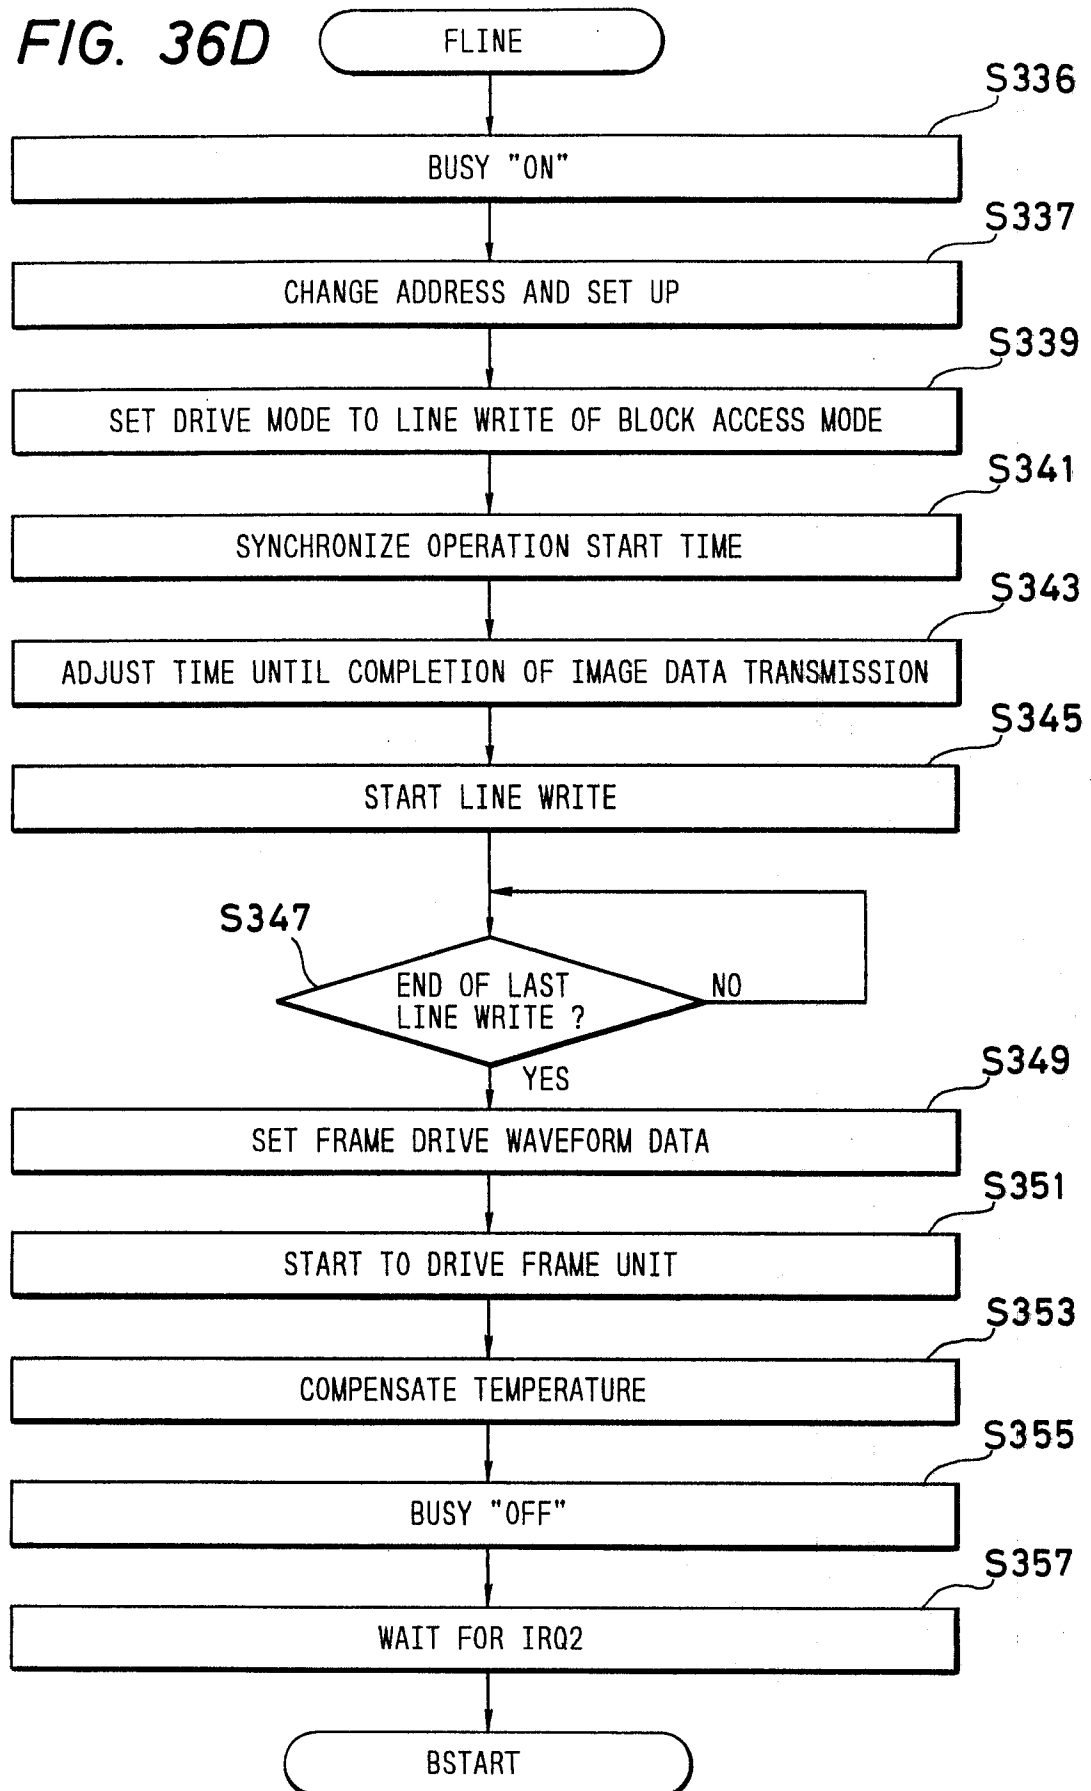 FIG. 36D
FLINE
S336
BUSY "ON"
S337
CHANGE ADDRESS AND SET UP
S339
SET DRIVE MODE TO LINE WRITE OF BLOCK ACCESS MODE
S341
SYNCHRONIZE OPERATION START TIME
S343
ADJUST TIME UNTIL COMPLETION OF IMAGE DATA TRANSMISSION
S345
START LINE WRITE
S347
END OF LAST
LINE WRITE ?
NO
YES
S349
SET FRAME DRIVE WAVEFORM DATA
S351
START TO DRIVE FRAME UNIT
S353
COMPENSATE TEMPERATURE
S355
BUSY "OFF"
S357
WAIT FOR IRQ2
BSTART